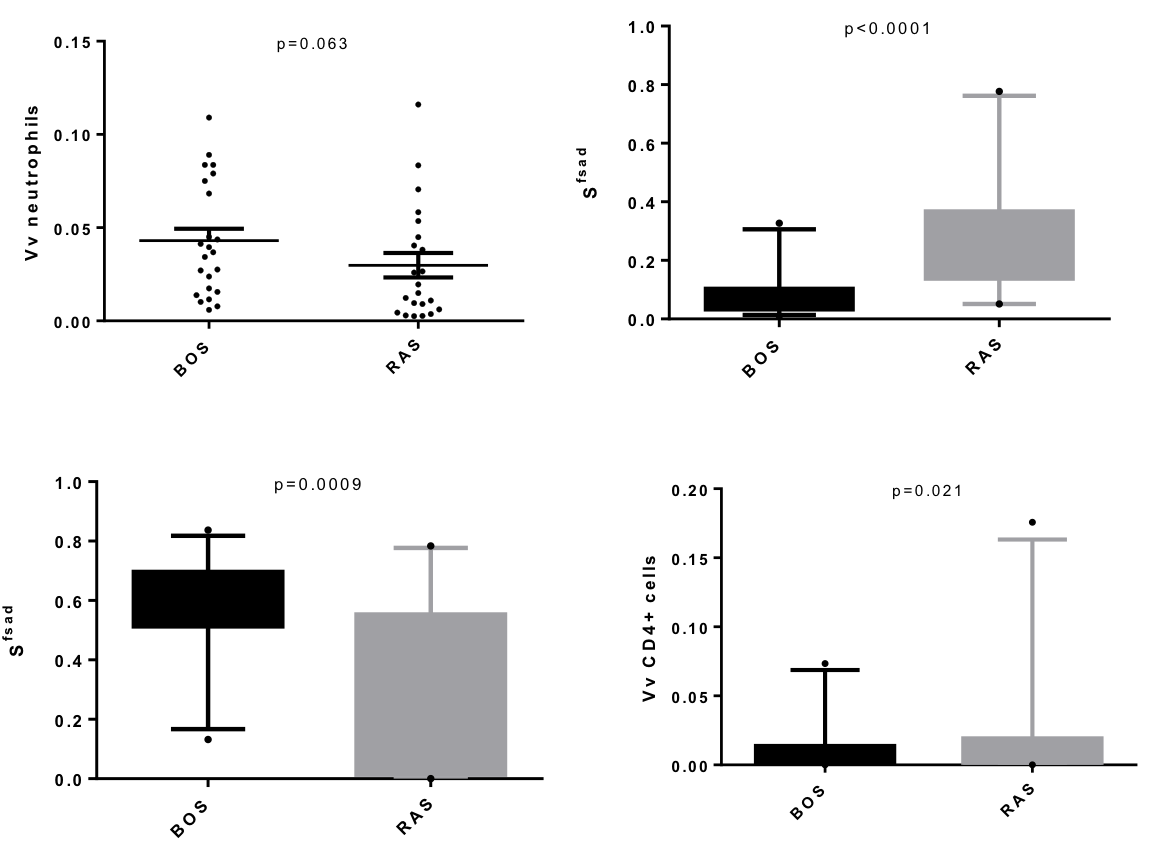 p=0.063
0.15
0.10
0.05
0.00
Vv neutrophils
BOS
RAS
p<0.0001
1.0
0.8
0.6
0.4
0.2
0.0
S fsad
BOS
RAS
p=0.0009
1.0
0.8
0.6
0.4
0.2
0.0
S fsad
BOS
RAS
p=0.021
0.20
0.15
0.10
0.05
0.00
Vv CD4+ cells
BOS
RAS